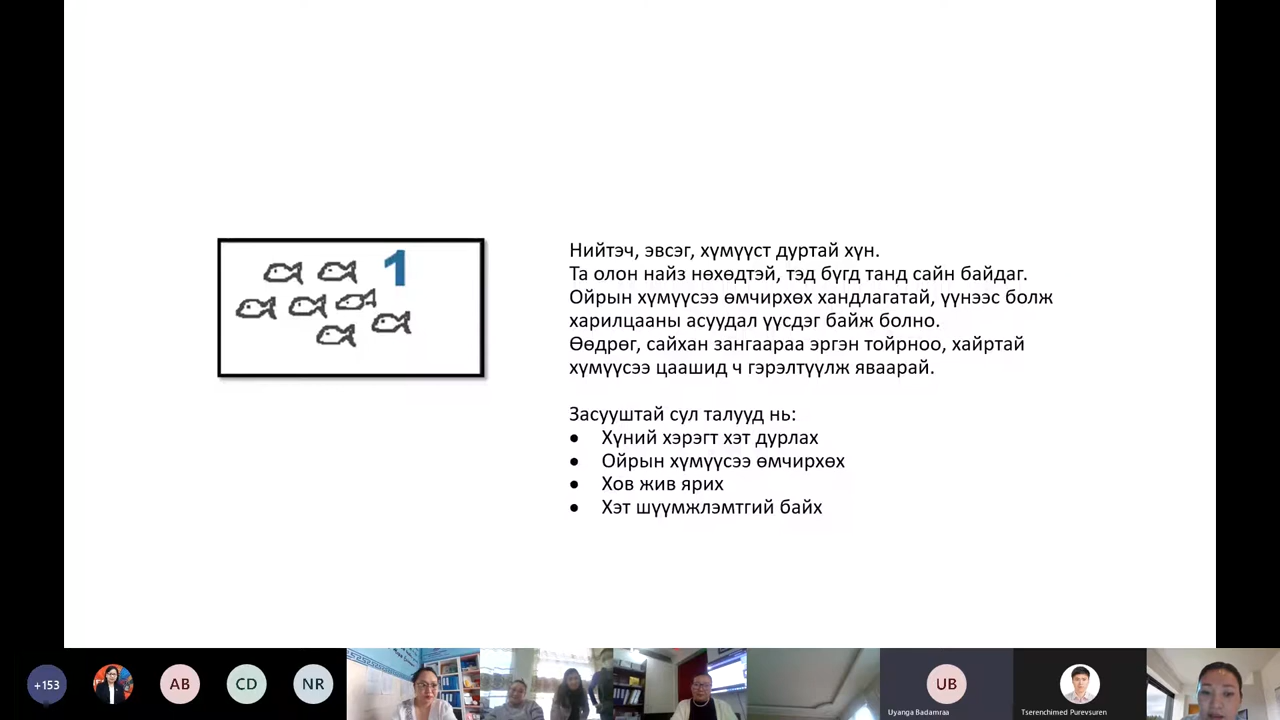 1
Нийтэч, эвсэг, хүмүүст дуртай хүн.
Та олон найз нөхөдтэй, тэд бүгд танд сайн байдаг.
Ойрын хүмүүсээ өмчирхөх хандлагатай, үүнээс болж
харилцааны асуудал үүсдэг байж болно.
Өөдрөг, сайхан зангаараа эргэн тойрноо, хайртай
хүмүүсээ цаашид ч гэрэлтүүлж яваарай.
Засууштай сул талууд нь:
• Хүний хэрэгт хэт дурлах
• Ойрын хүмүүсээ өмчирхөх
• Хов жив ярих
• Хэт шүүмжлэмтгий байх
+153
AB
CD
NR
UB
Uyanga Badamraa
Tserenchimed Purevsuren